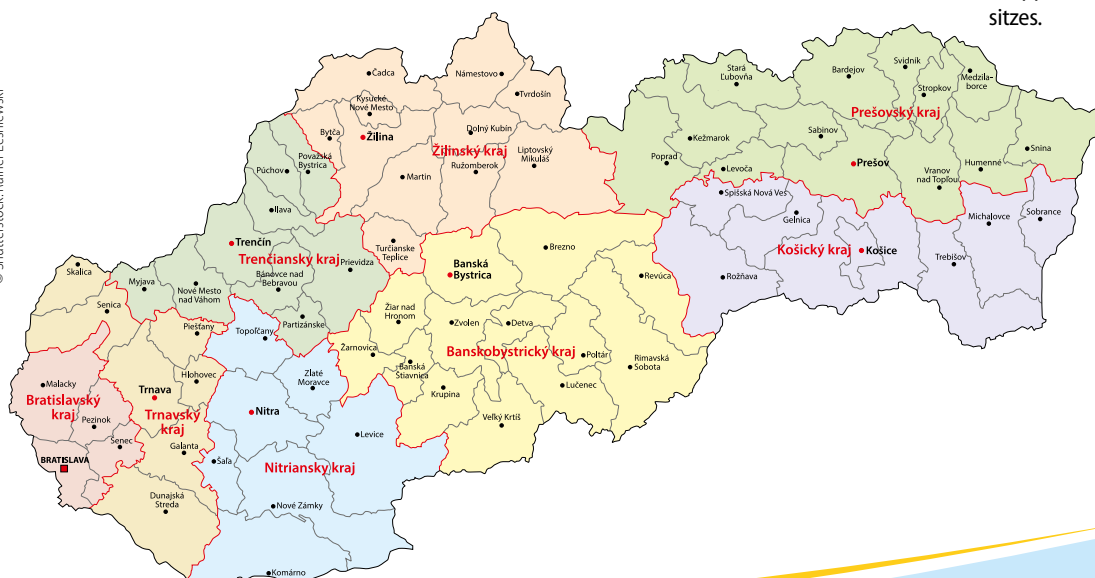 sitzes.
© Shutterstock: Rainer Lesniewski
Čadca
Námestovo
Tvrdošín
Kysucké
Nové Mesto
Bytča
Žilina
Dolný Kubín
Žilinský kraj
Ružomberok
Liptovský
Mikuláš
Martin
Turčianske
Teplice
Stará
Ľubovňa
Bardejov
Svidník
Stropkov
Medzila-
borce
Prešovský kraj
Kežmarok
Sabinov
Poprad
Levoča
Prešov
Vranov
nad Topľou
Humenné
Snina
Spišská Nová Ves
Gelnica
Košický kraj
Košice
Rožňava
Trebišov
Michalovce
Sobrance
Považská
Bystrica
Púchov
Ilava
Trenčín
Trenčiansky kraj
Prievidza
Bánovce nad
Bebravou
Myjava
Nové Mesto
nad Váhom
Partizánske
Banská
Bystrica
Brezno
Revúca
Žiar nad
Hronom
Zvolen
Detva
Banskobystrický kraj
Žarnovica
Banská
Štiavnica
Krupina
Poltár
Rimavská
Sobota
Lučenec
Veľký Krtíš
Skalica
Senica
Piešťany
Hlohovec
Trnava
Trnavský
kraj
Galanta
Dunajská
Streda
Malacky
Bratislavský
kraj
Pezinok
Senec
BRATISLAVA
Topoľčany
Zlaté
Moravce
Nitra
Levice
Nitriansky kraj
Šaľa
Nové Zámky
Komárno